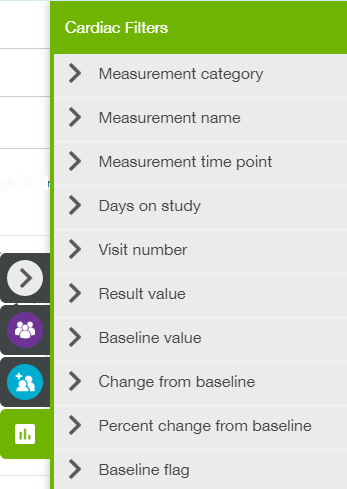 Cardiac Filters
Measurement category
Measurement name
Measurement time point
Days on study
Visit number
Result value
Baseline value
Change from baseline
Percent change from baseline
Baseline flag